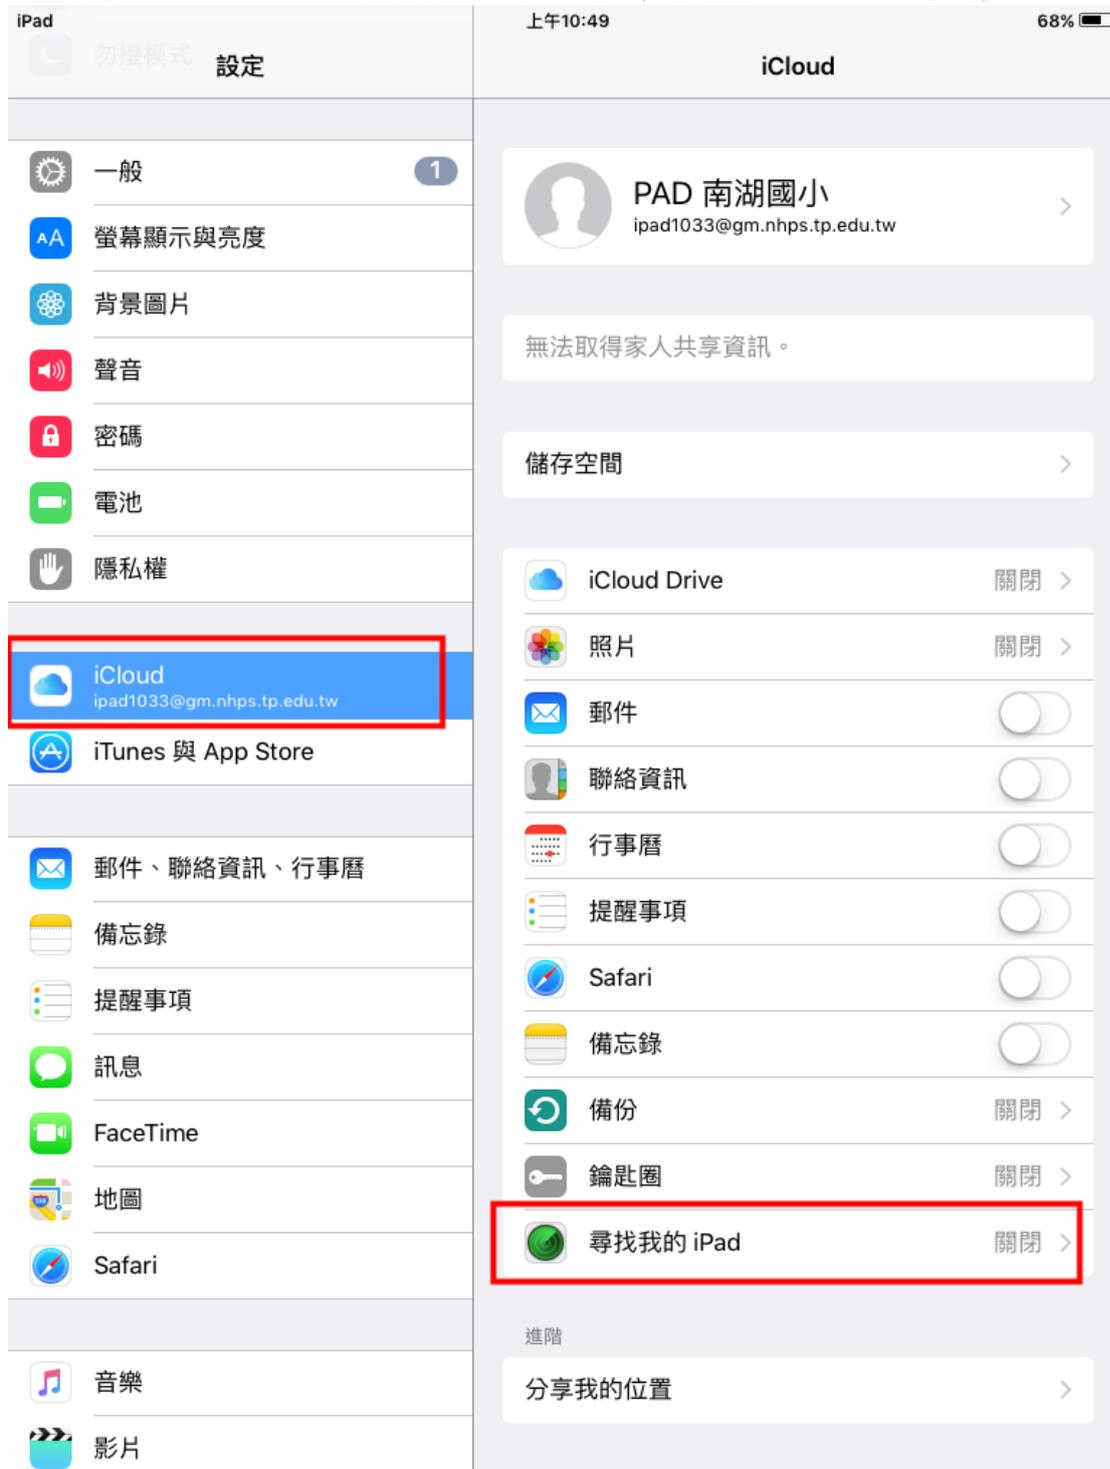 iPad
上午10:49
68%
勿擾模式
設定
iCloud
一般
1
螢幕顯示與亮度
背景圖片
聲音
密碼
電池
隱私權
iCloud
ipad1033@gm.nhps.tp.edu.tw
iTunes 與 App Store
郵件、聯絡資訊、行事曆
備忘錄
提醒事項
訊息
FaceTime
地圖
Safari
音樂
影片
PAD 南湖國小
ipad1033@gm.nhps.tp.edu.tw
無法取得家人共享資訊。
儲存空間
iCloud Drive
關閉
照片
關閉
郵件
聯絡資訊
行事曆
提醒事項
Safari
備忘錄
備份
關閉
鑰匙圈
關閉
尋找我的 iPad
關閉
進階
分享我的位置